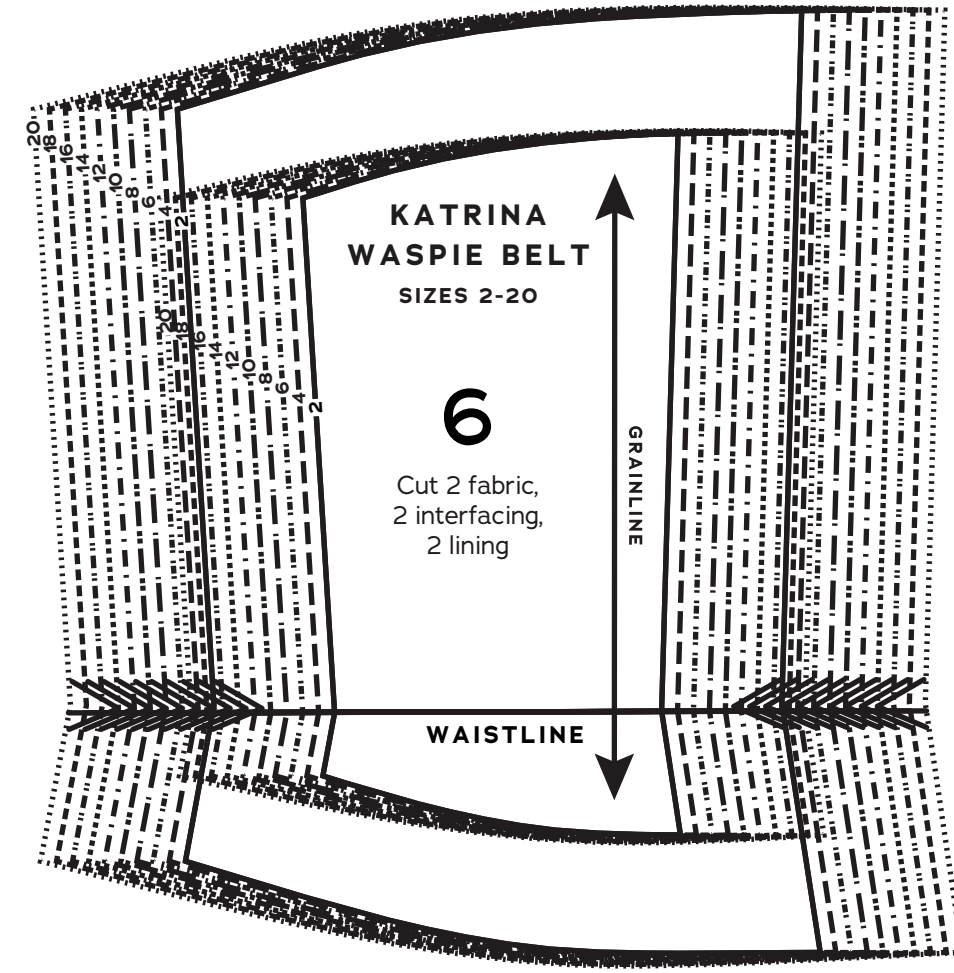 20
18
16
14
12
10
8
6
4
2
KATRINA
WASPIE BELT
SIZES 2-20
20
18
16
14
12
10
8
6
4
2
6
Cut 2 fabric,
2 interfacing,
2 lining
GRAINLINE
WAISTLINE